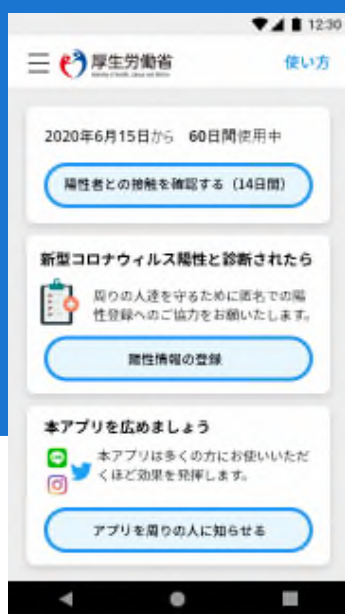 12:30
厚生労働省
使い方
2020年6月15日から 60日間使用中
陽性者との接触を確認する（14日間）
新型コロナウィルス陽性と診断されたら
周りの人達を守るために匿名での陽
性登録へのご協力をお願いいたします。
陽性情報の登録
本アプリを広めましょう
本アプリは多くの方にお使いいただ
くほど効果を発揮します。
アプリを周りの人に知らせる